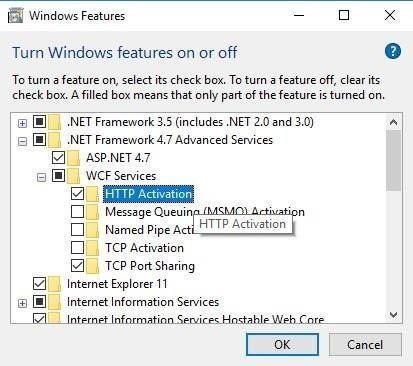 Windows Features
Turn Windows features on or off
To turn a feature on, select its check box. To turn a feature off, clear its
check box. A filled box means that only part of the feature is turned on.
.NET Framework 3.5 (includes .NET 2.0 and 3.0)
.NET Framework 4.7 Advanced Services
ASP.NET 4.7
WCF Services
HTTP Activation
Message Queuing (MSMQ) Activation
Named Pipe Acti
HTTP Activation
TCP Activation
TCP Port Sharing
Internet Explorer 11
Internet Information Services
Internet Information Services Hostable Web Core
OK Cancel